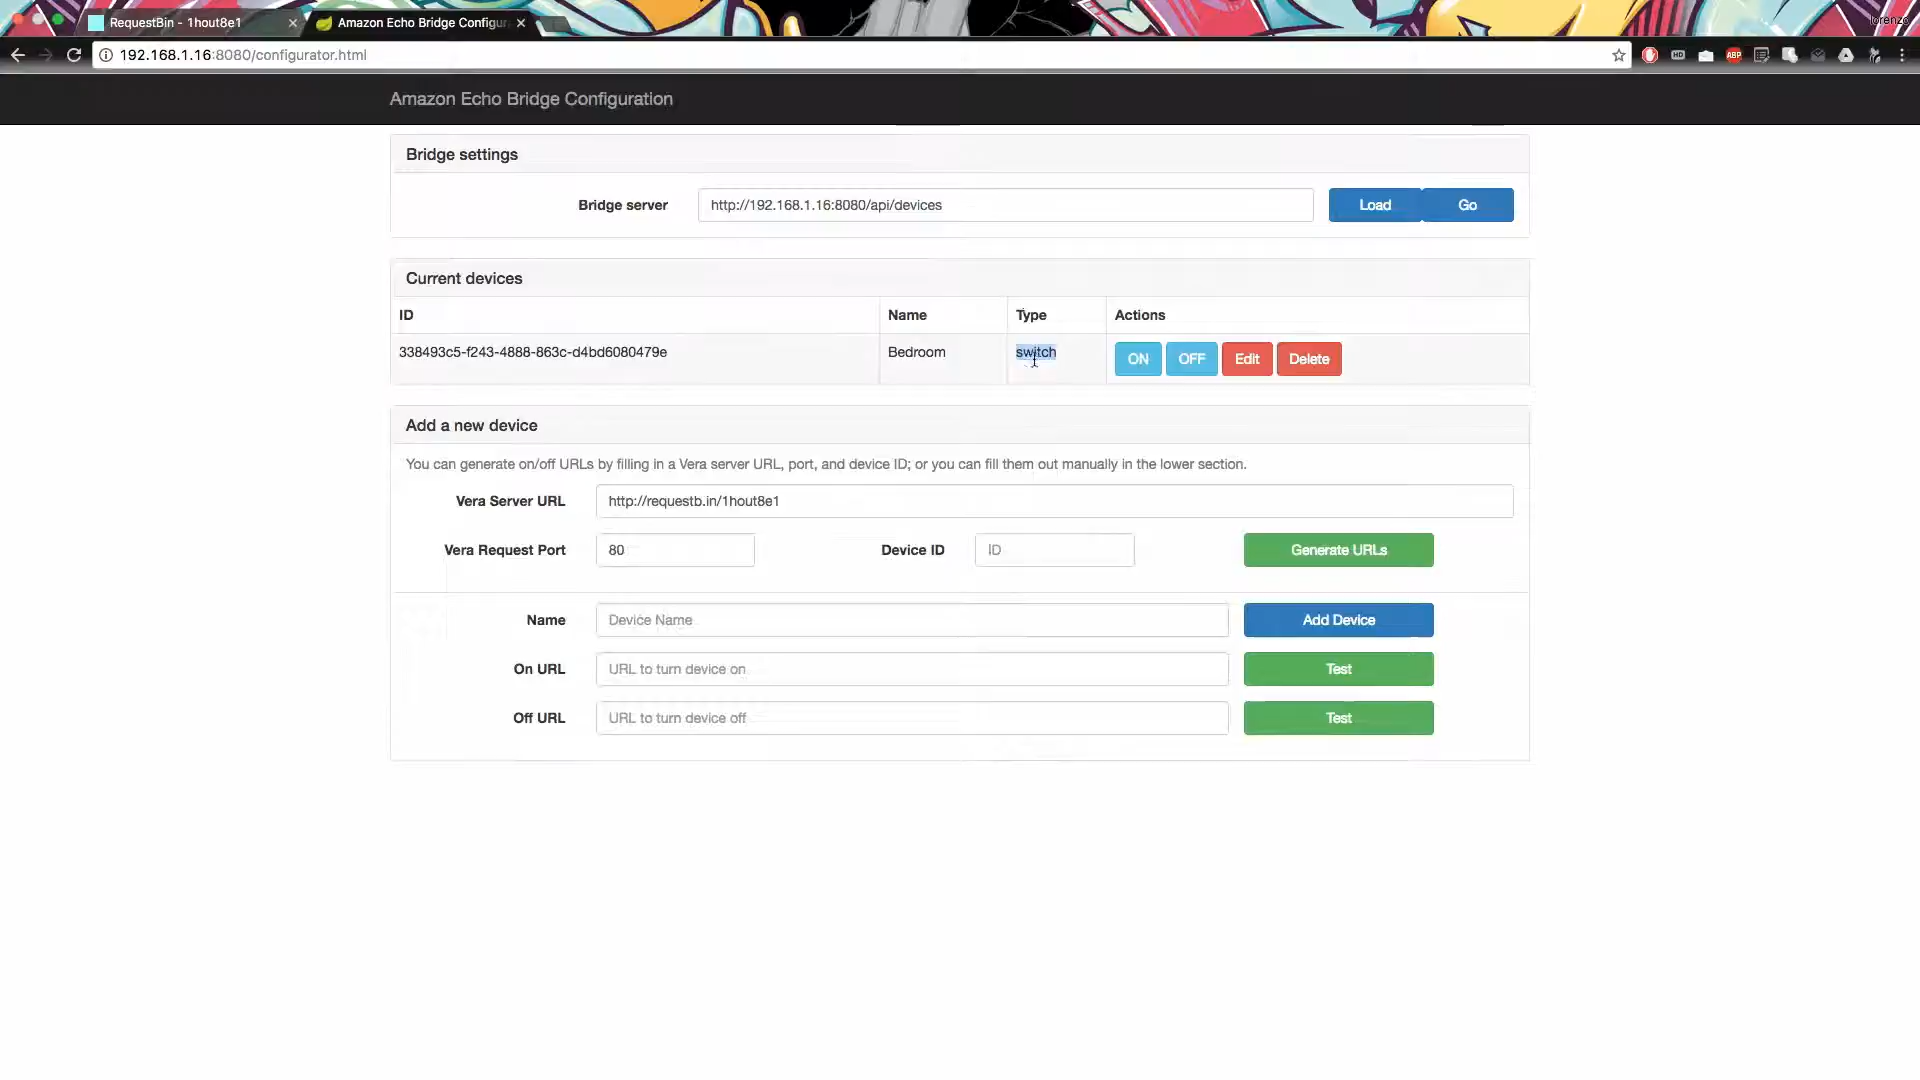 RequestBin - 1hout8e1
Amazon Echo Bridge Configur
lorenzo
192.168.1.16:8080/configurator.html
HD
ABP
Amazon Echo Bridge Configuration
Bridge settings
Bridge server http://192.168.1.16:8080/api/devices Load Go
Current devices
ID Name Type Actions
338493c5-f243-4888-863c-d4bd6080479e Bedroom switch ON OFF Edit Delete
Add a new device
You can generate on/off URLs by filling in a Vera server URL, port, and device ID; or you can fill them out manually in the lower section.
Vera Server URL http://requestb.in/1hout8e1
Vera Request Port 80 Device ID ID Generate URLs
Name Device Name Add Device
On URL URL to turn device on Test
Off URL URL to turn device off Test